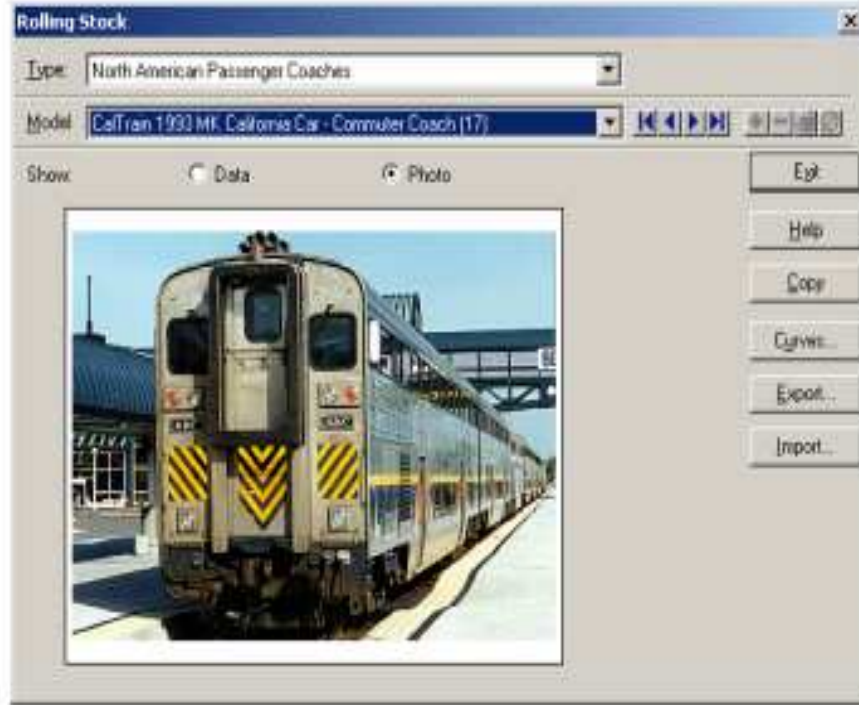 Rolling Stock
Type: North American Passenger Coaches
Model CalTrain 1993 MK California Car - Commuter Coach (17)
Show: Data Photo
Exit
Help
Copy
Curves...
Export...
Import...